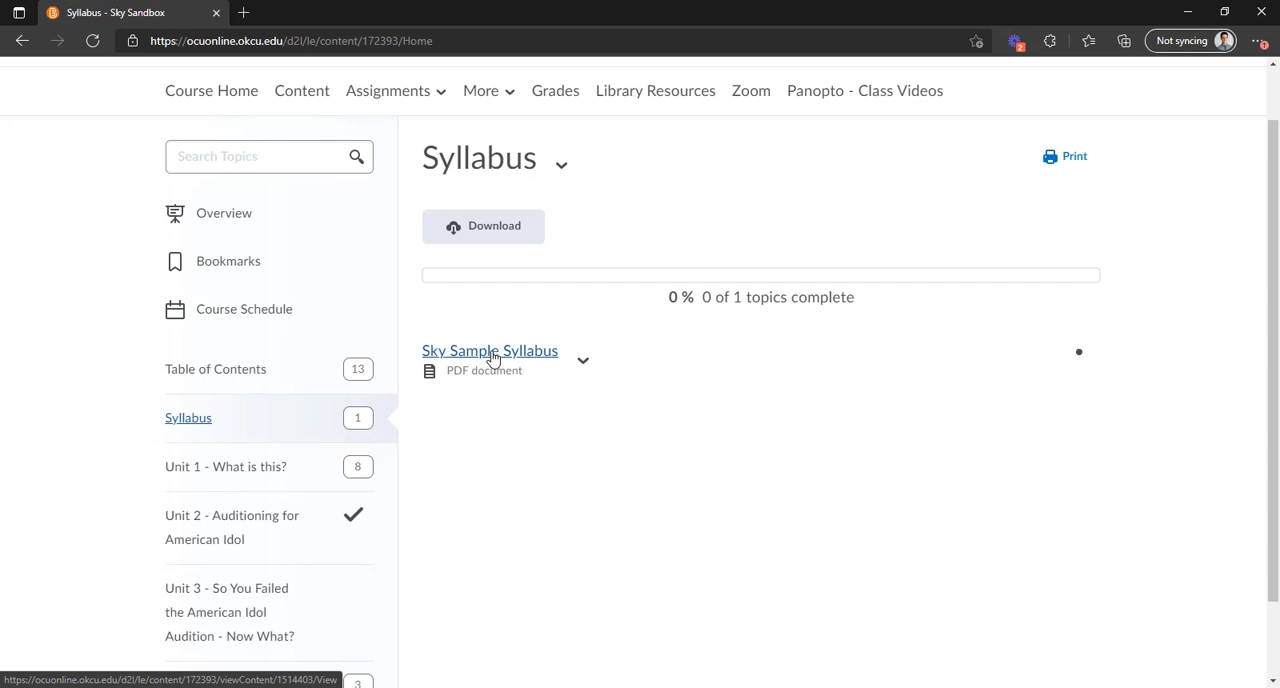 Syllabus - Sky Sandbox
https://ocuonline.okcu.edu/d2l/le/content/172393/Home
2
Not syncing
Course Home Content Assignments More Grades Library Resources Zoom Panopto - Class Videos
Search Topics
Overview
Bookmarks
Course Schedule
Table of Contents 13
Syllabus 1
Unit 1 - What is this? 8
Unit 2 - Auditioning for
American Idol
Unit 3 - So You Failed
the American Idol
Audition - Now What?
3
Syllabus
Print
Download
0 % 0 of 1 topics complete
Sky Sample Syllabus
PDF document
https://ocuonline.okcu.edu/d2l/le/content/172393/viewContent/1514403/View